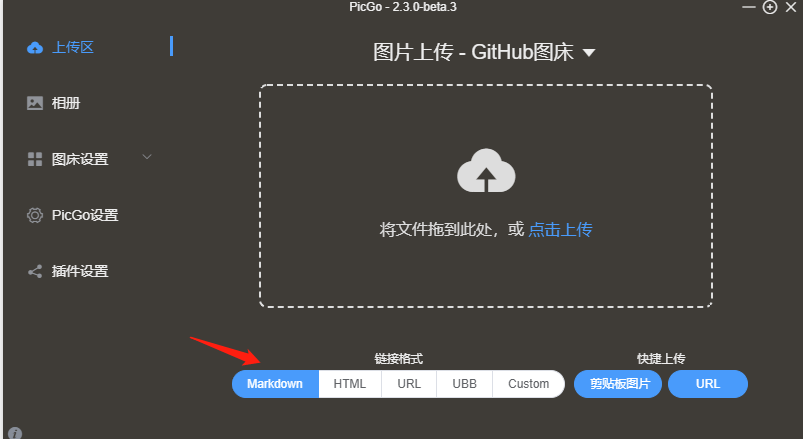 PicGo - 2.3.0-beta.3
上传区
相册
图床设置
PicGo设置
插件设置
图片上传 - GitHub图床
将文件拖到此处，或 点击上传
链接格式
Markdown HTML URL UBB Custom
快捷上传
剪贴板图片 URL